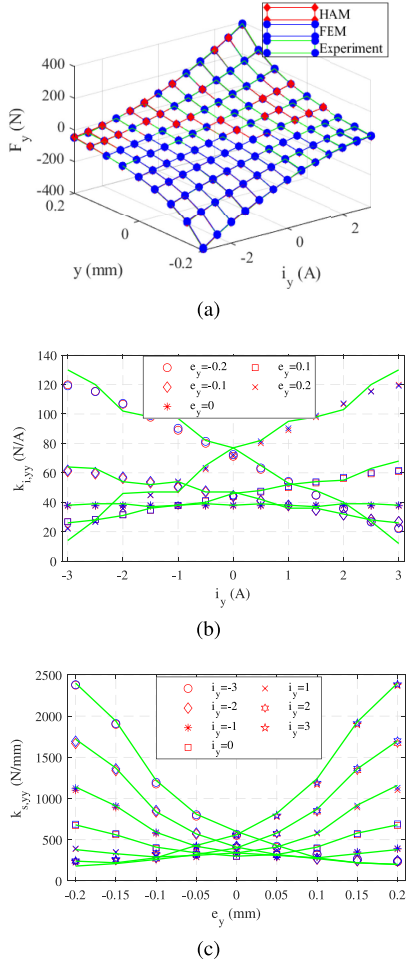 HAM
FEM
Experiment
400
200
0
-200
-400
F_y (N)
0.2
0
-0.2
y (mm)
-2
0
2
i_y (A)
(a)
140
120
100
80
60
40
20
0
k_i,yy (N/A)
e_y=-0.2
e_y=0.1
e_y=-0.1
e_y=0.2
e_y=0
-3
-2
-1
0
1
2
3
i_y (A)
(b)
2500
2000
1500
1000
500
0
k_s,yy (N/mm)
i_y=-3
i_y=1
i_y=-2
i_y=2
i_y=-1
i_y=3
i_y=0
-0.2
-0.15
-0.1
-0.05
0
0.05
0.1
0.15
0.2
e_y (mm)
(c)